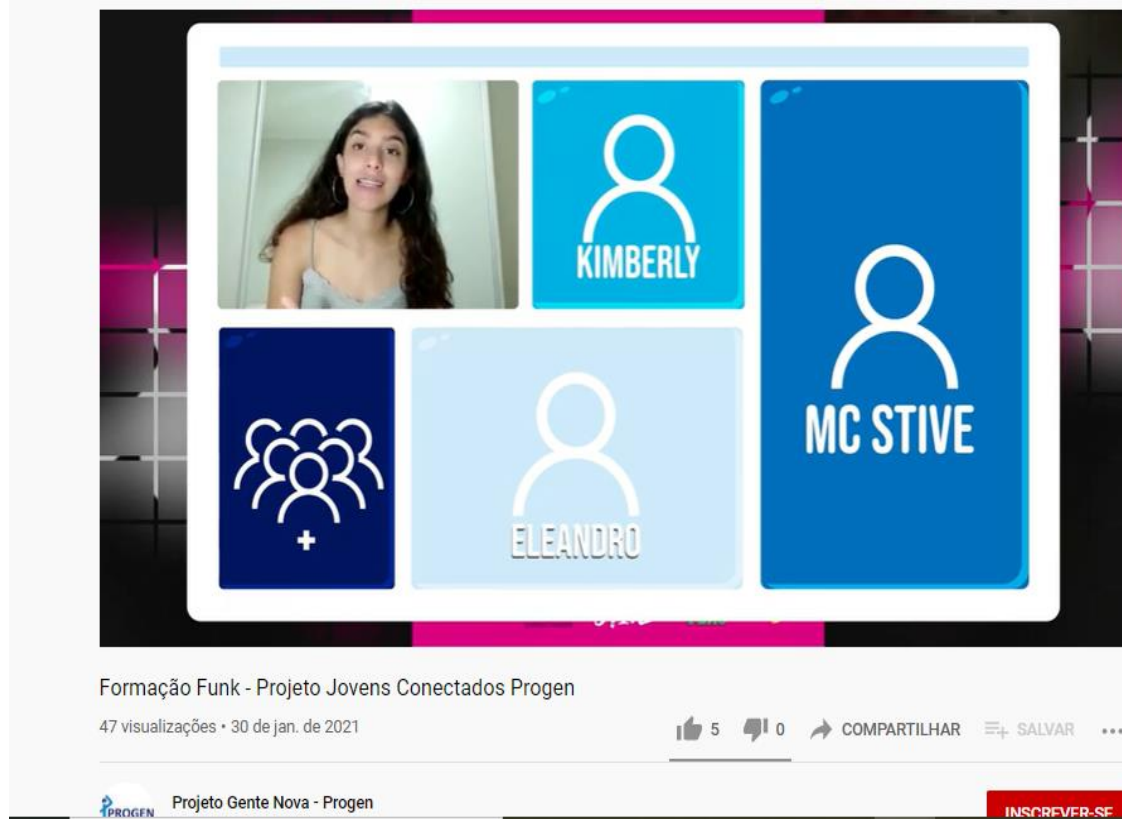 KIMBERLY
MC STIVE
+
ELEANDRO
Formação Funk - Projeto Jovens Conectados Progen
47 visualizações • 30 de jan. de 2021
5 0 COMPARTILHAR SALVAR
PROGEN
Projeto Gente Nova - Progen
INSCREVER-SE